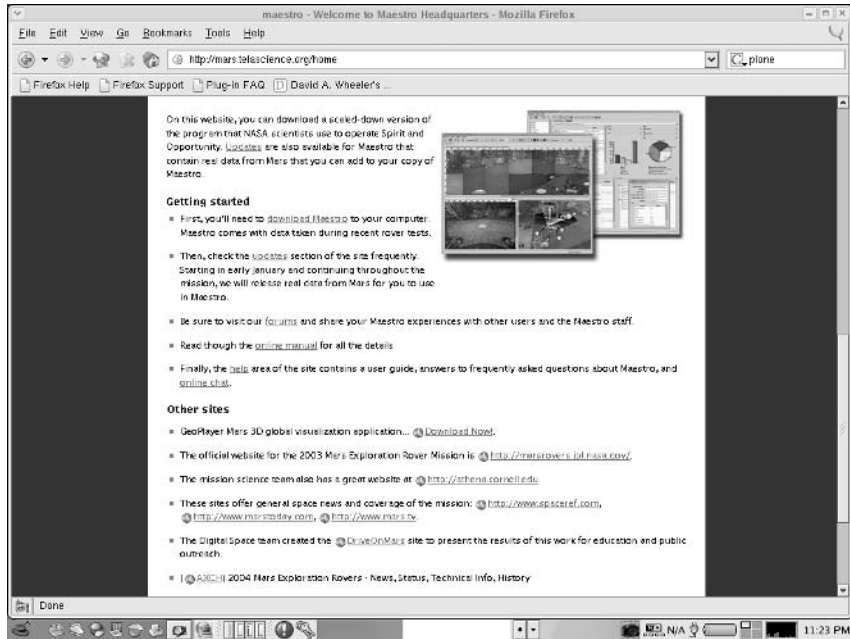 maestro - Welcome to Maestro Headquarters - Mozilla Firefox
File Edit View Go Bookmarks Tools Help
http://mars.telascience.org/home
plone
Firefox Help Firefox Support Plug-in FAQ David A. Wheeler's ...
On this website, you can download a scaled-down version of
the program that NASA scientists use to operate Spirit and
Opportunity. Updates are also available for Maestro that
contain real data from Mars that you can add to your copy of
Maestro.
Getting started
First, you'll need to download Maestro to your computer.
Maestro comes with data taken during recent rover tests.
Then, check the updates section of the site frequently.
Starting in early January and continuing throughout the
mission, we will release real data from Mars for you to use
in Maestro.
Be sure to visit our forums and share your Maestro experiences with other users and the Maestro staff.
Read though the online manual for all the details
Finally, the help area of the site contains a user guide, answers to frequently asked questions about Maestro, and
online chat.
Other sites
GeoPlayer Mars 3D global visualization application... Download Now!.
The official website for the 2003 Mars Exploration Rover Mission is http://marsrovers.jpl.nasa.gov/.
The mission science team also has a great website at http://athena.cornell.edu
These sites offer general space news and coverage of the mission: http://www.spaceref.com,
http://www.marstoday.com, http://www.mars.tv.
The Digital Space team created the DriveOnMars site to present the results of this work for education and public
outreach.
[AXCH] 2004 Mars Exploration Rovers - News, Status, Technical Info, History
Done
N/A 11:23 PM